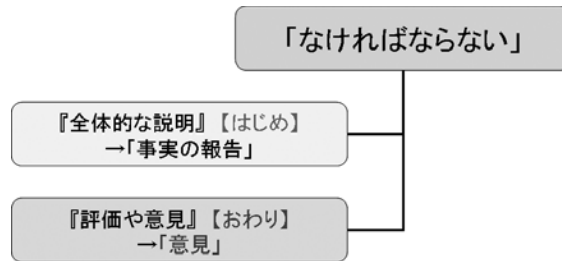 「なければならない」
『全体的な説明』【はじめ】
→「事実の報告」
『評価や意見』【おわり】
→「意見」